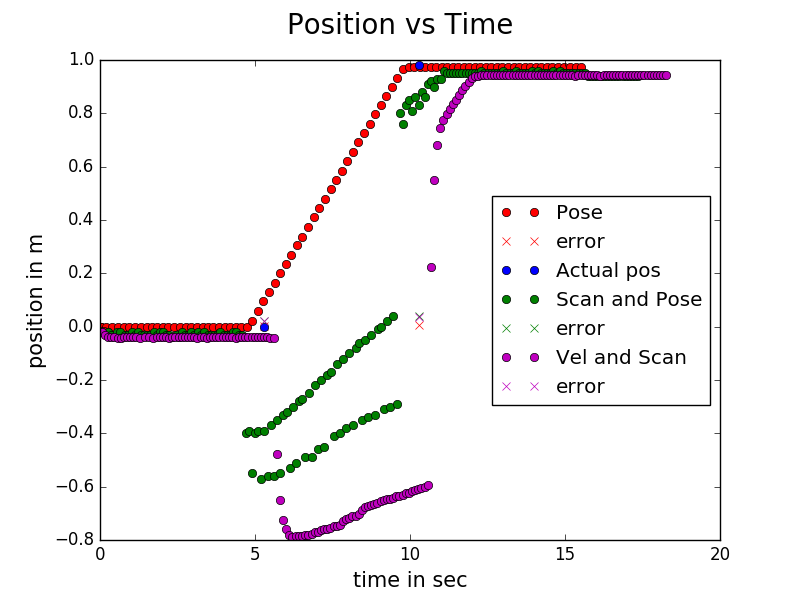 Position vs Time
1.0
0.8
0.6
0.4
0.2
0.0
−0.2
−0.4
−0.6
−0.8
position in m
Pose
error
Actual pos
Scan and Pose
error
Vel and Scan
error
0 5 10 15 20
time in sec